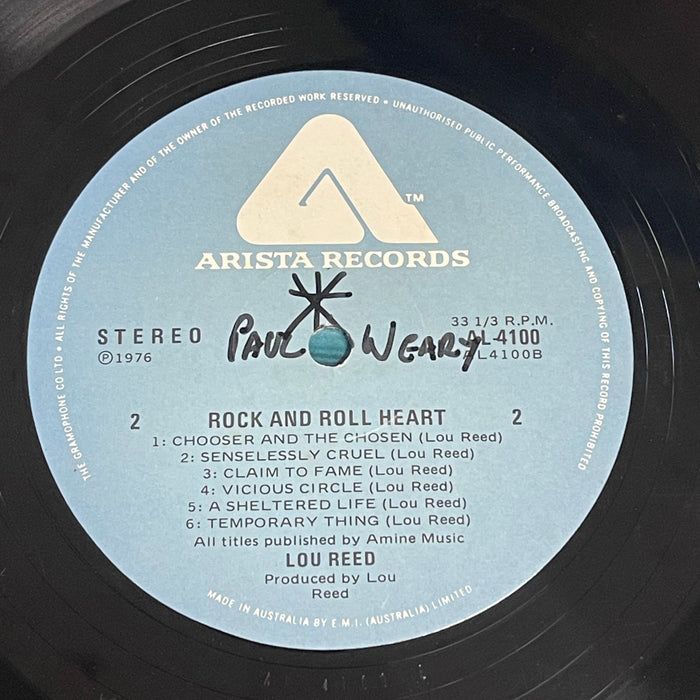 THE GRAMOPHONE CO LTD • ALL RIGHTS OF THE MANUFACTURER AND OF THE OWNER OF THE RECORDED WORK RESERVED • UNAUTHORISED PUBLIC PERFORMANCE BROADCASTING AND COPYING OF THIS RECORD PROHIBITED
TM
ARISTA RECORDS
STEREO
℗1976
PAUL WEARY
33 1/3 R.P.M.
AL-4100
AL4100B
2 ROCK AND ROLL HEART 2
1: CHOOSER AND THE CHOSEN (Lou Reed)
2: SENSELESSLY CRUEL (Lou Reed)
3: CLAIM TO FAME (Lou Reed)
4: VICIOUS CIRCLE (Lou Reed)
5: A SHELTERED LIFE (Lou Reed)
6: TEMPORARY THING (Lou Reed)
All titles published by Amine Music
LOU REED
Produced by Lou
Reed
MADE IN AUSTRALIA BY E.M.I. (AUSTRALIA) LIMITED